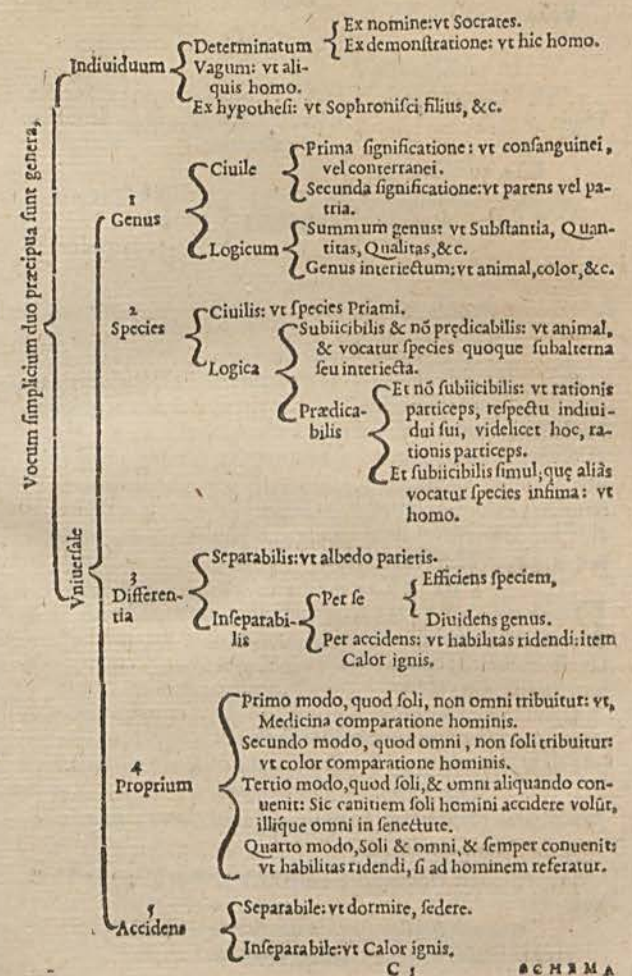 Vocum ſimplicium duo præcipua ſunt genera,
Indiuiduum
Determinatum
Ex nomine: vt Socrates.
Ex demonſtratione: vt hic homo.
Vagum: vt ali-
quis homo.
Ex hypotheſi: vt Sophroniſci filius, &c.
Vniuerſale
1
Genus
Ciuile
Prima ſignificatione: vt conſanguinei,
vel conterranei.
Secunda ſignificatione: vt parens vel pa-
tria.
Logicum
Summum genus: vt Subſtantia, Quan-
titas, Qualitas, &c.
Genus interiectum: vt animal, color, &c.
2
Species
Ciuilis: vt ſpecies Priami.
Logica
Subiicibilis & nõ prędicabilis: vt animal,
& vocatur ſpecies quoque ſubalterna
ſeu interiecta.
Prædica-
bilis
Et nõ ſubiicibilis: vt rationis
particeps, reſpectu indiui-
dui ſui, videlicet hoc, ra-
tionis particeps.
Et ſubiicibilis ſimul, quę aliàs
vocatur ſpecies infima: vt
homo.
3
Differen-
tia
Separabilis: vt albedo parietis.
Inſeparabi-
lis
Per ſe
Efficiens ſpeciem,
Diuidens genus.
Per accidens: vt habilitas ridendi: item
Calor ignis.
4
Proprium
Primo modo, quod ſoli, non omni tribuitur: vt,
Medicina comparatione hominis.
Secundo modo, quod omni, non ſoli tribuitur:
vt color comparatione hominis.
Tertio modo, quod ſoli, & omni aliquando con-
uenit: Sic canitiem ſoli homini accidere volũt,
illíque omni in ſenectute.
Quarto modo, Soli & omni, & ſemper conuenit:
vt habilitas ridendi, ſi ad hominem referatur.
5
Accidens
Separabile: vt dormire, ſedere.
Inſeparabile: vt Calor ignis.
C 1 SCHEMA